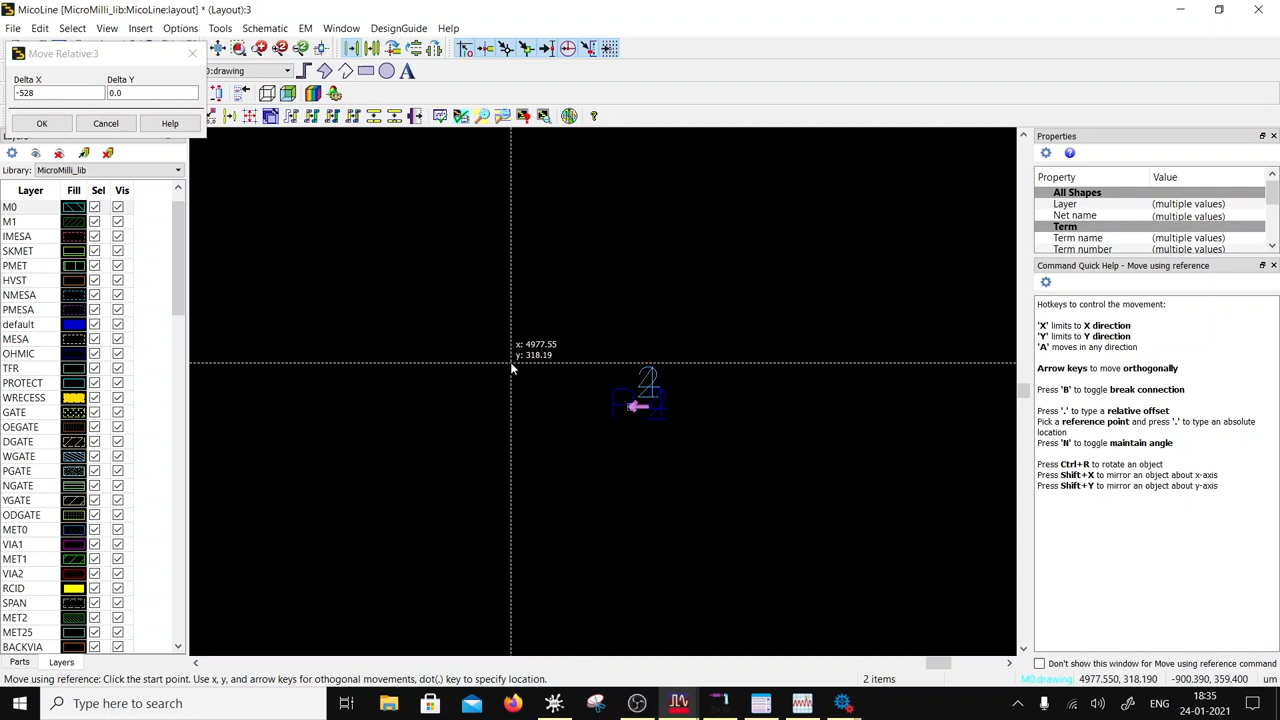 MicoLine [MicroMilli_lib:MicoLine:layout] * (Layout):3
File Edit Select View Insert Options Tools Schematic EM Window DesignGuide Help
Move Relative:3
Delta X Delta Y
-528 0.0
OK Cancel Help
0:drawing
A
?
Layers
Library: MicroMilli_lib
Layer Fill Sel Vis
M0
M1
IMESA
SKMET
PMET
HVST
NMESA
PMESA
default
MESA
OHMIC
TFR
PROTECT
WRECESS
GATE
OEGATE
DGATE
WGATE
PGATE
NGATE
YGATE
ODGATE
MET0
VIA1
MET1
VIA2
RCID
SPAN
MET2
MET25
BACKVIA
Parts Layers
x: 4977.55
y: 318.19
Properties
Property Value
All Shapes
Layer (multiple values)
Net name (multiple values)
Term
Term name (multiple values)
Term number (multiple values)
Command Quick Help - Move using reference
Hotkeys to control the movement:
'X' limits to X direction
'Y' limits to Y direction
'A' moves in any direction
Arrow keys to move orthogonally
Press 'B' to toggle break connection
Press '.' to type a relative offset
Pick a reference point and press '.' to type an absolute
location
Press 'N' to toggle maintain angle
Press Ctrl+R to rotate an object
Press Shift+X to mirror an object about x-axis
Press Shift+Y to mirror an object about y-axis
Don't show this window for Move using reference command
Move using reference: Click the start point. Use x, y, and arrow keys for othogonal movements, dot(.) key to specify location. 2 items M0:drawing 4977.550, 318.190 -900.390, 359.400 um
Type here to search
ENG
18:35
24-01-2021